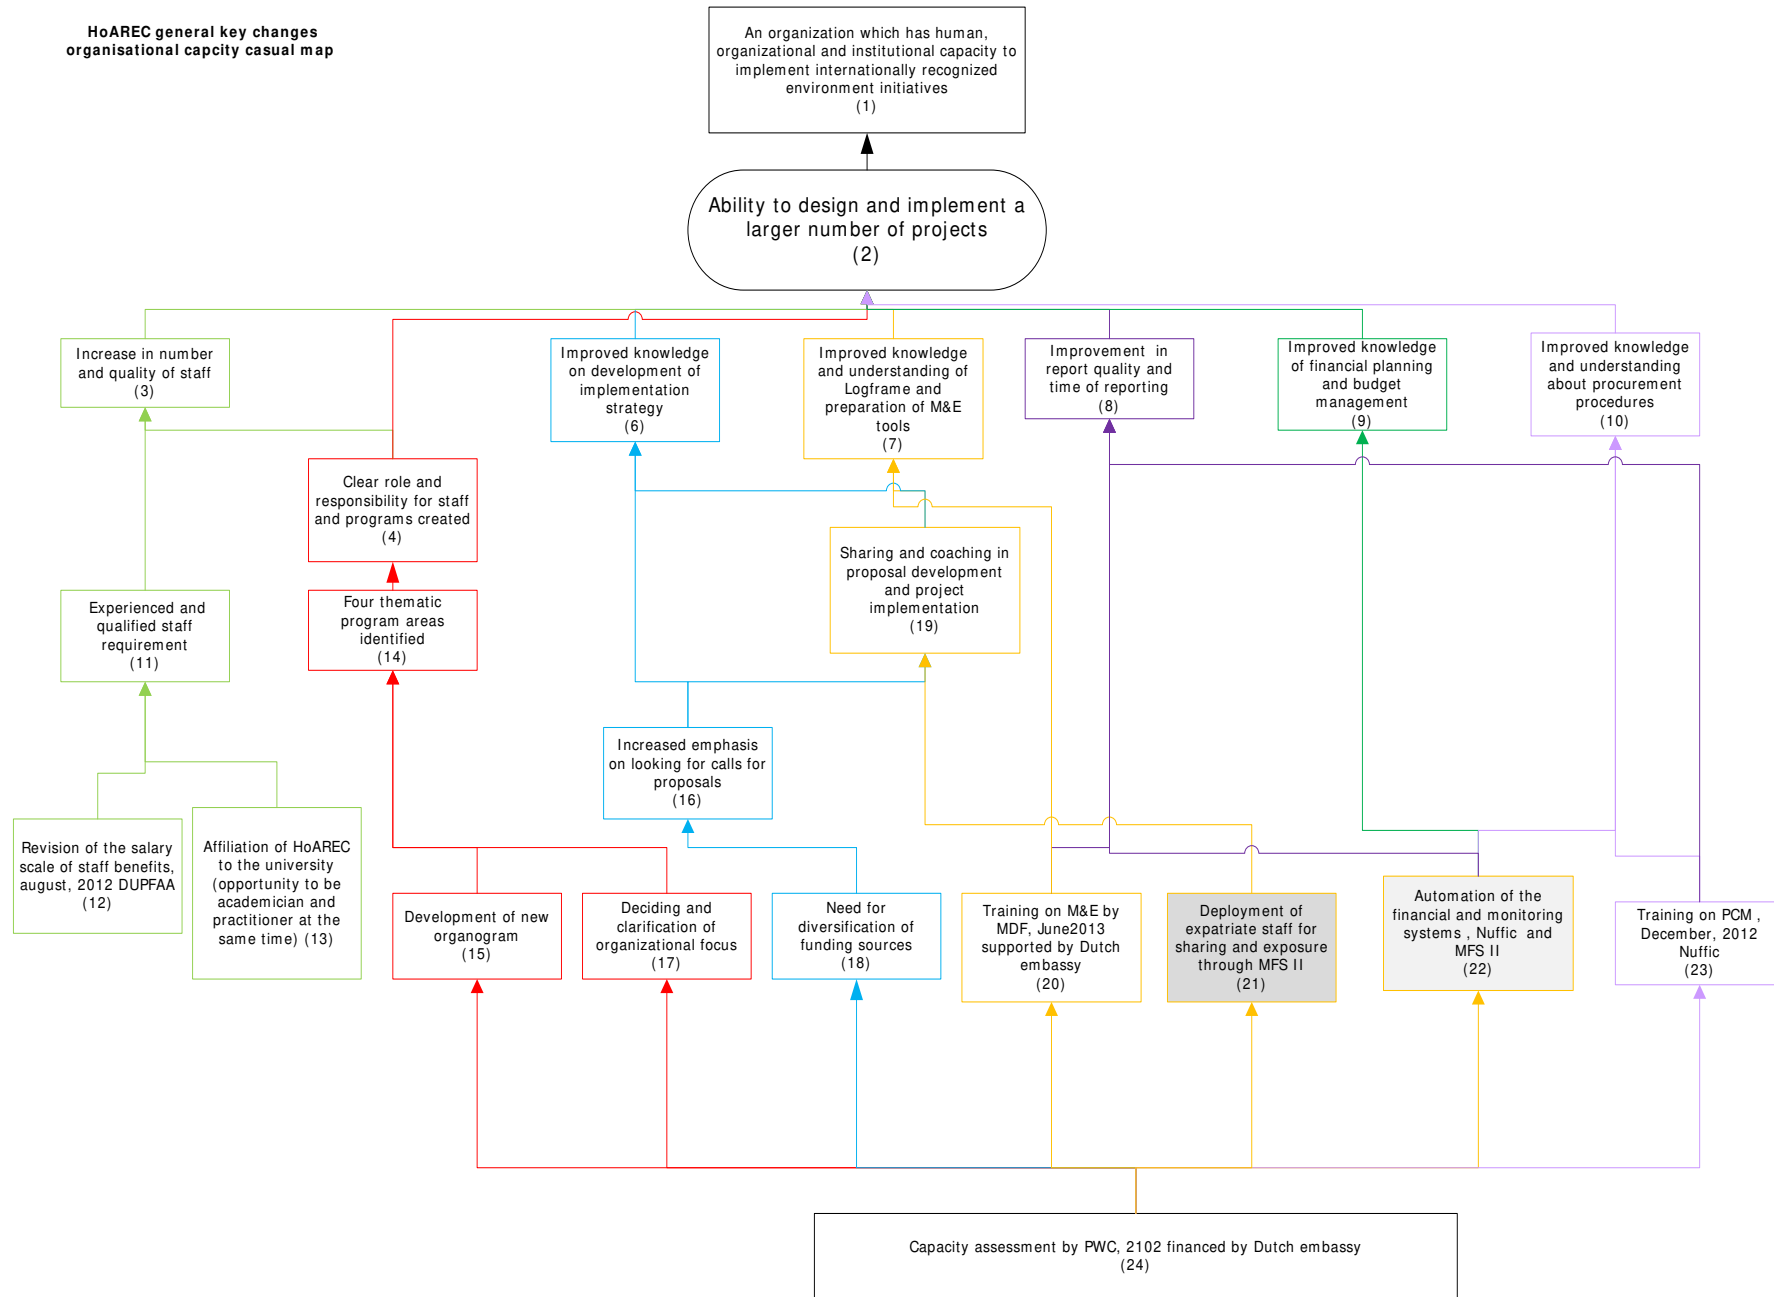 HoAREC general key changes
organisational capcity casual map
An organization which has human,
organizational and institutional capacity to
implement internationally recognized
environment initiatives
(1)
Ability to design and implement a
larger number of projects
(2)
Increase in number
and quality of staff
(3)
Improved knowledge
on development of
implementation
strategy
(6)
Improved knowledge
and understanding of
Logframe and
preparation of M&E
tools
(7)
Improvement in
report quality and
time of reporting
(8)
Improved knowledge
of financial planning
and budget
management
(9)
Improved knowledge
and understanding
about procurement
procedures
(10)
Clear role and
responsibility for staff
and programs created
(4)
Sharing and coaching in
proposal development
and project
implementation
(19)
Experienced and
qualified staff
requirement
(11)
Four thematic
program areas
identified
(14)
Increased emphasis
on looking for calls for
proposals
(16)
Revision of the salary
scale of staff benefits,
august, 2012 DUPFAA
(12)
Affiliation of HoAREC
to the university
(opportunity to be
academician and
practitioner at the
same time) (13)
Development of new
organogram
(15)
Deciding and
clarification of
organizational focus
(17)
Need for
diversification of
funding sources
(18)
Training on M&E by
MDF, June2013
supported by Dutch
embassy
(20)
Deployment of
expatriate staff for
sharing and exposure
through MFS II
(21)
Automation of the
financial and monitoring
systems , Nuffic and
MFS II
(22)
Training on PCM ,
December, 2012
Nuffic
(23)
Capacity assessment by PWC, 2102 financed by Dutch embassy
(24)